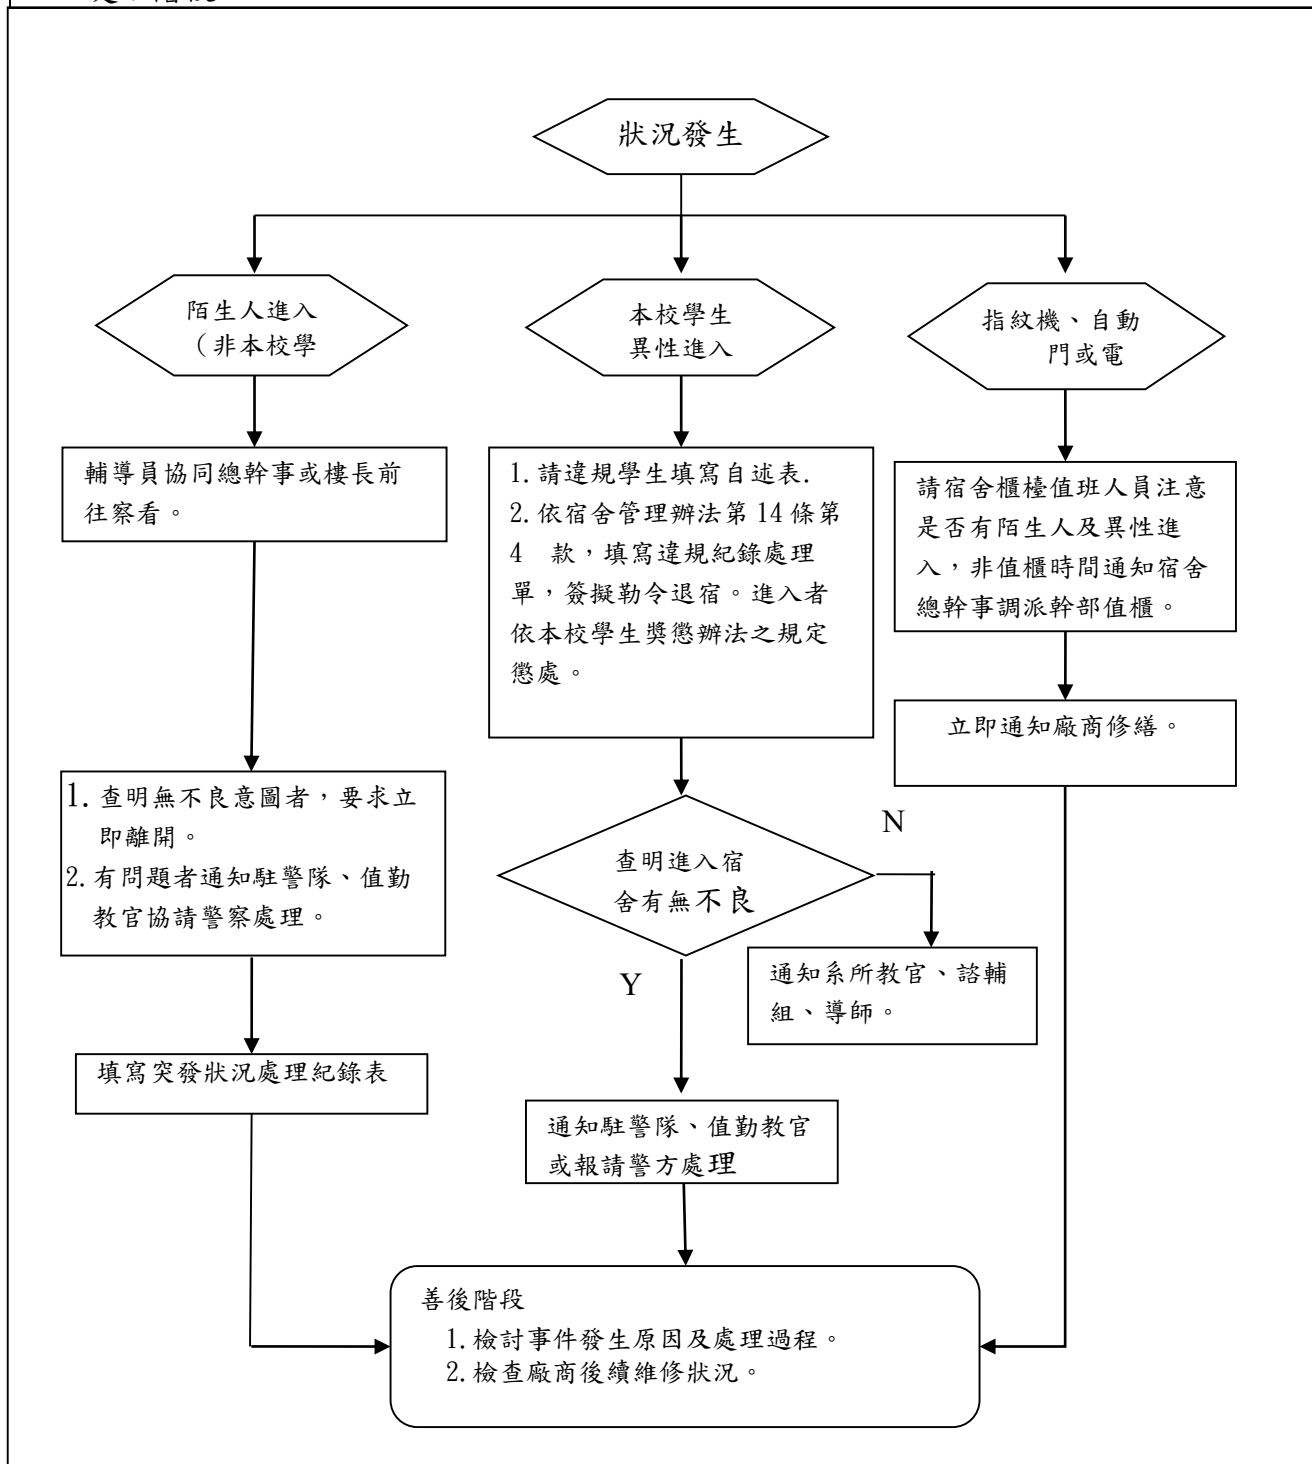 狀況發生
陌生人進入
（非本校學
本校學生
異性進入
指紋機、自動
門或電
輔導員協同總幹事或樓長前
往察看。
1.請違規學生填寫自述表.
2.依宿舍管理辦法第14條第
4 款，填寫違規紀錄處理
單，簽擬勒令退宿。進入者
依本校學生獎懲辦法之規定
懲處。
請宿舍櫃檯值班人員注意
是否有陌生人及異性進
入，非值櫃時間通知宿舍
總幹事調派幹部值櫃。
立即通知廠商修繕。
1.查明無不良意圖者，要求立
即離開。
2.有問題者通知駐警隊、值勤
教官協請警察處理。
查明進入宿
舍有無不良
N
Y
通知系所教官、諮輔
組、導師。
填寫突發狀況處理紀錄表
通知駐警隊、值勤教官
或報請警方處理
善後階段
1.檢討事件發生原因及處理過程。
2.檢查廠商後續維修狀況。